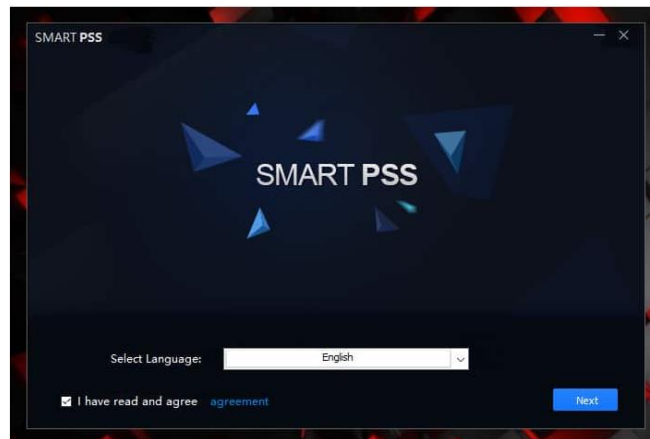 SMART PSS
SMART PSS
Select Language: English
I have read and agree agreement
Next